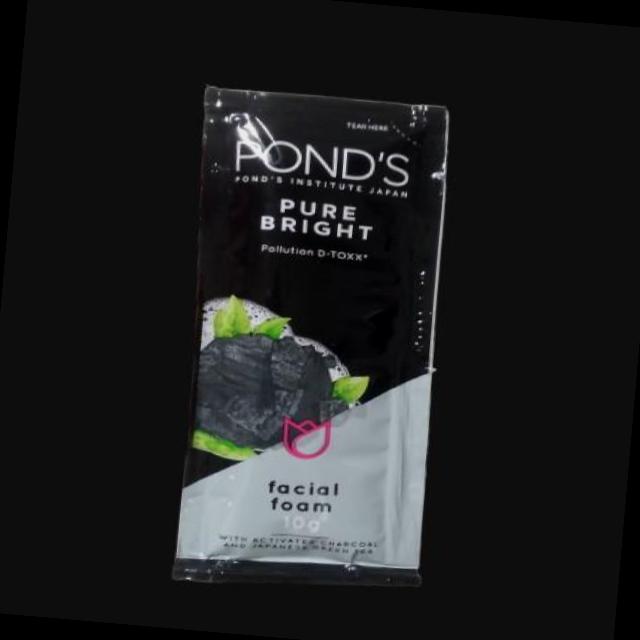 TEAR HERE
POND'S
POND'S INSTITUTE JAPAN
PURE
BRIGHT
Pollution D-TOXX*
facial
foam
10g
WITH ACTIVATED CHARCOAL
AND JAPANESE GREEN TEA